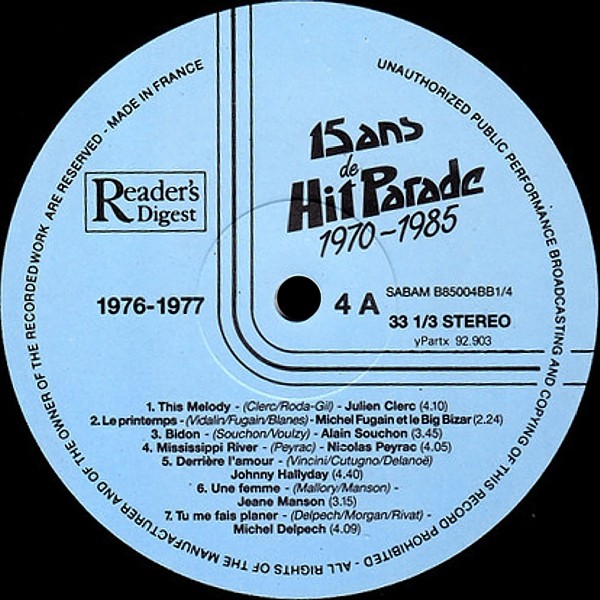 ALL RIGHTS OF THE MANUFACTURER AND OF THE OWNER OF THE RECORDED WORK ARE RESERVED - MADE IN FRANCE
UNAUTHORIZED PUBLIC PERFORMANCE BROADCASTING AND COPYING OF THIS RECORD PROHIBITED -
15 ans
de
Hit Parade
1970-1985
Reader's
Digest
1976-1977
4 A
SABAM B85004BB1/4
33 1/3 STEREO
yPartx 92.903
1. This Melody - (Clerc/Roda-Gil) - Julien Clerc (4.10)
2. Le printemps - (Vidalin/Fugain/Blanes) - Michel Fugain et le Big Bizar (2.24)
3. Bidon - (Souchon/Voulzy) - Alain Souchon (3.45)
4. Mississippi River - (Peyrac) - Nicolas Peyrac (4.05)
5. Derrière l'amour - (Vincini/Cutugno/Delanoë)
Johnny Hallyday (4.40)
6. Une femme - (Mallory/Manson) -
Jeane Manson (3.15)
7. Tu me fais planer - (Delpech/Morgan/Rivat) -
Michel Delpech (4.09)